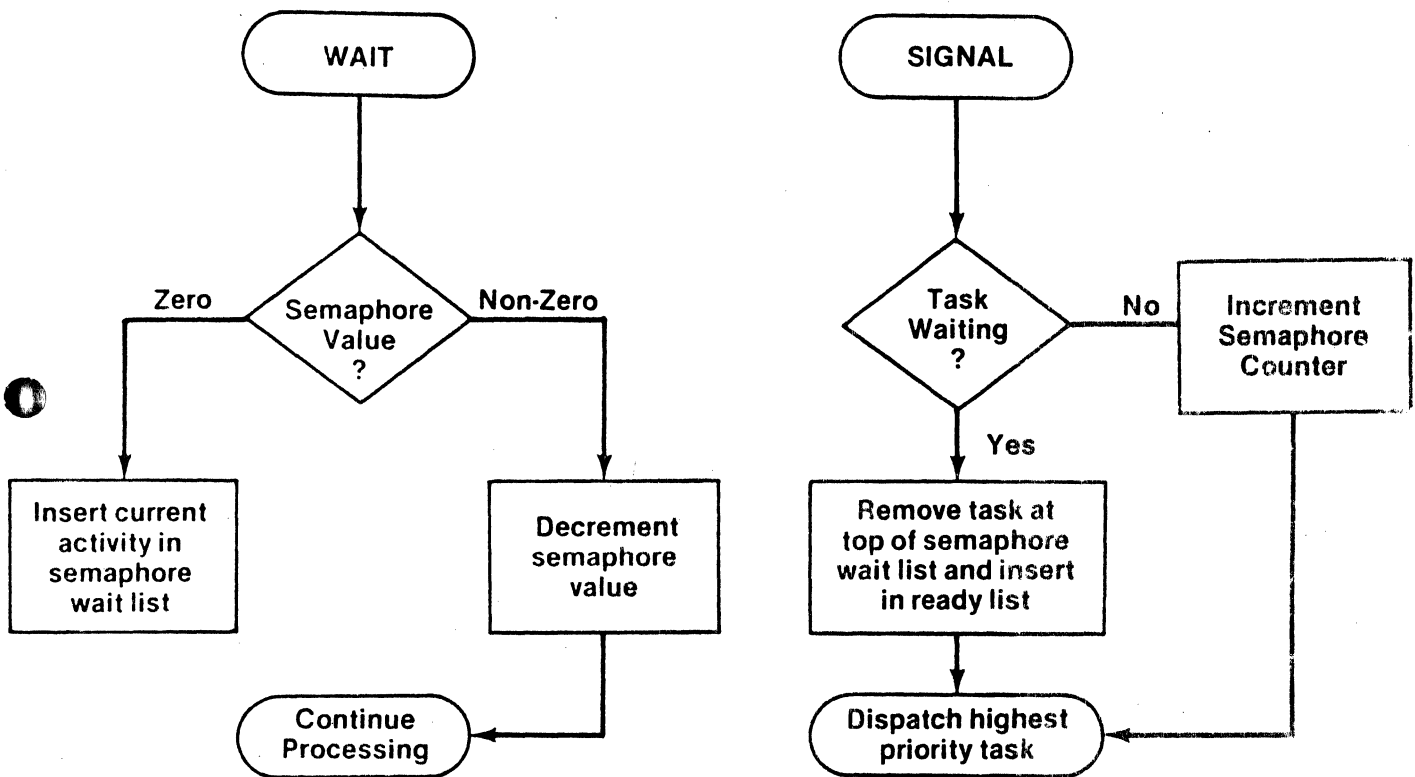 WAIT
SIGNAL
Zero
Semaphore
Value
?
Non-Zero
Task
Waiting
?
No
Increment
Semaphore
Counter
Yes
Insert current
activity in
semaphore
wait list
Decrement
semaphore
value
Remove task at
top of semaphore
wait list and insert
in ready list
Continue
Processing
Dispatch highest
priority task